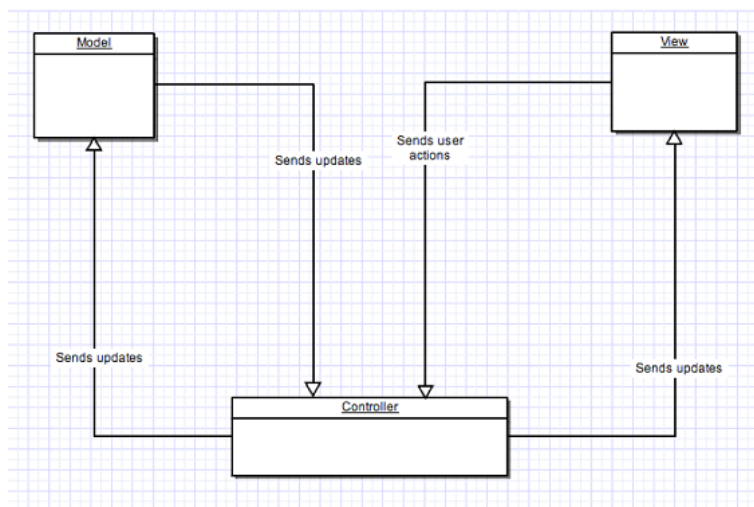 Model
View
Sends user
actions
Sends updates
Sends updates
Sends updates
Controller